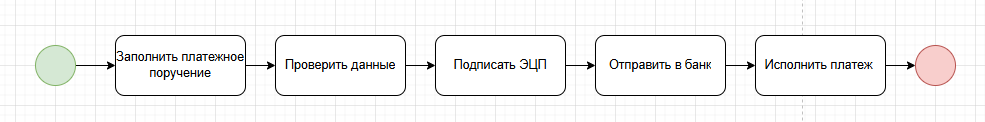 Заполнить платежное
поручение
Проверить данные
Подписать ЭЦП
Отправить в банк
Исполнить платеж